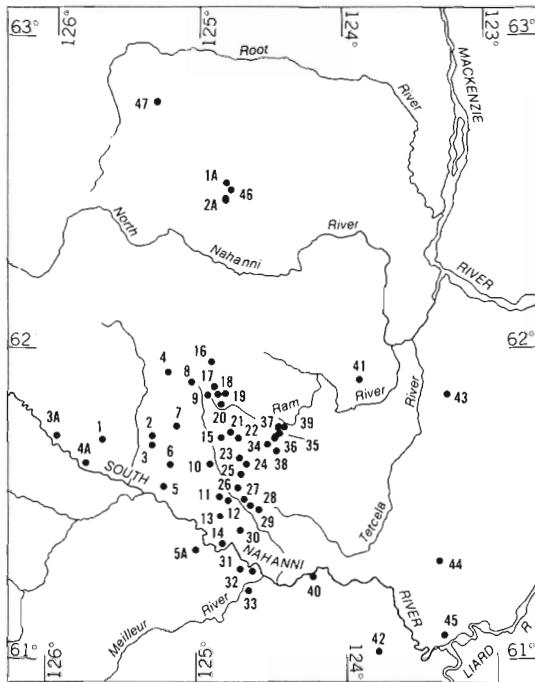 63
126
125
124
123
63
Root
River
MACKENZIE
47
1A
46
2A
North
Nahanni
River
RIVER
62
62
16
4
8
17
18
41
9
19
43
20
Ram
River
River
7
37
39
3A
1
2
21
22
15
34
36
35
3
38
4A
6
10
23
24
25
SOUTH
5
26
27
11
12
29
13
Tetcela
30
14
NAHANNI
5A
31
44
32
40
RIVER
33
River
Meilleur
45
42
61
61
126
125
124
LIARD R